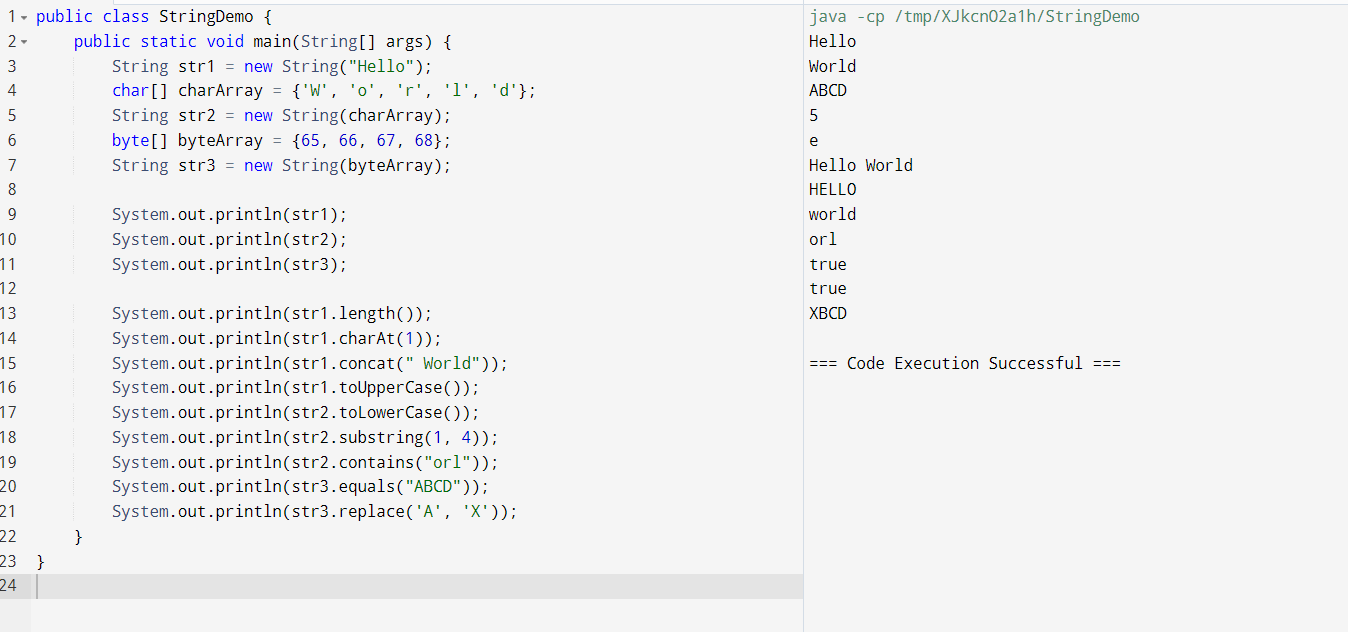 1 public class StringDemo {
2 public static void main(String[] args) {
3 String str1 = new String("Hello");
4 char[] charArray = {'W', 'o', 'r', 'l', 'd'};
5 String str2 = new String(charArray);
6 byte[] byteArray = {65, 66, 67, 68};
7 String str3 = new String(byteArray);
8
9 System.out.println(str1);
10 System.out.println(str2);
11 System.out.println(str3);
12
13 System.out.println(str1.length());
14 System.out.println(str1.charAt(1));
15 System.out.println(str1.concat(" World"));
16 System.out.println(str1.toUpperCase());
17 System.out.println(str2.toLowerCase());
18 System.out.println(str2.substring(1, 4));
19 System.out.println(str2.contains("orl"));
20 System.out.println(str3.equals("ABCD"));
21 System.out.println(str3.replace('A', 'X'));
22 }
23 }
24
java -cp /tmp/XJkcnO2a1h/StringDemo
Hello
World
ABCD
5
e
Hello World
HELLO
world
orl
true
true
XBCD
=== Code Execution Successful ===